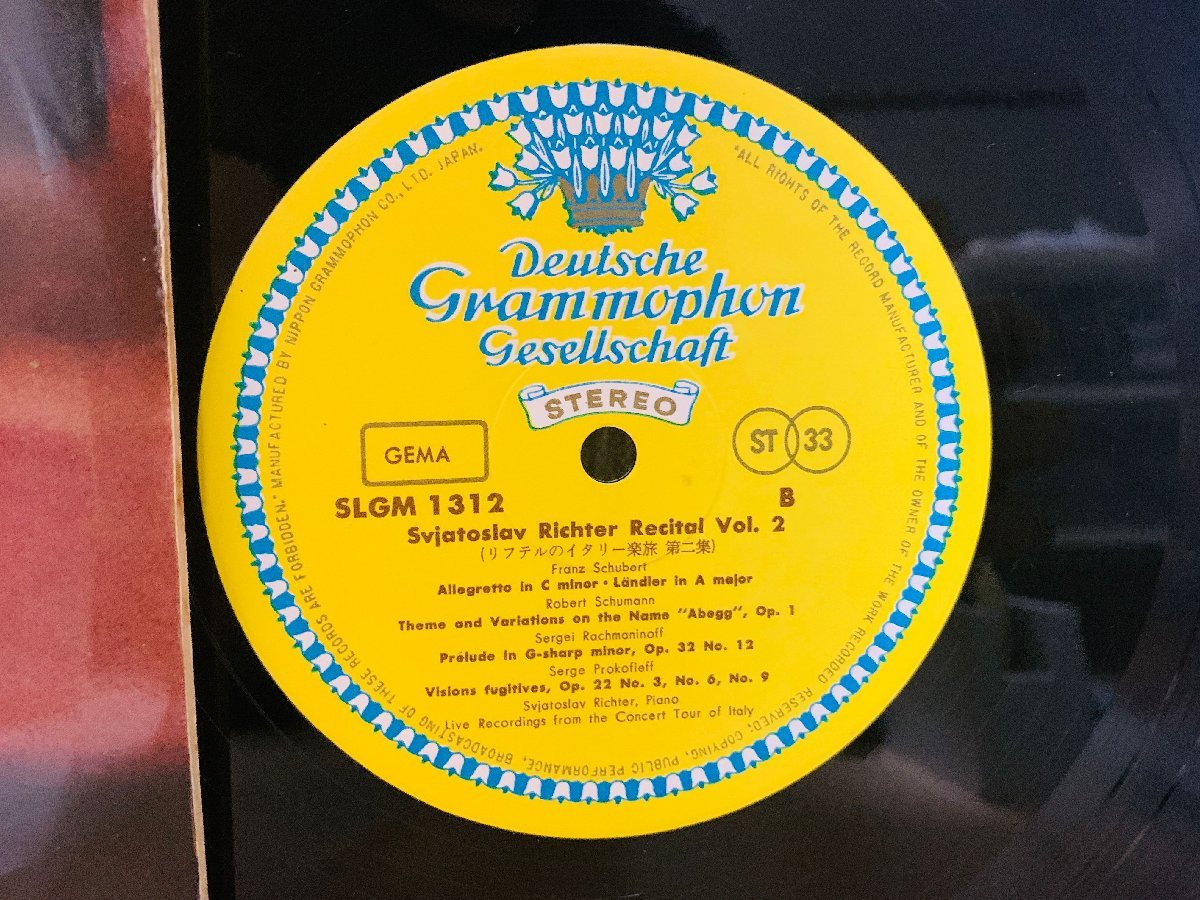 Deutsche
Grammophon
Gesellschaft
STEREO
GEMA
ST 33
SLGM 1312
B
Svjatoslav Richter Recital Vol. 2
(リフテルのイタリー楽旅 第二集)
Franz Schubert
Allegretto in C minor · Ländler in A major
Robert Schumann
Theme and Variations on the Name "Abegg", Op. 1
Sergei Rachmaninoff
Prélude in G-sharp minor, Op. 32 No. 12
Serge Prokofieff
Visions fugitives, Op. 22 No. 3, No. 6, No. 9
Svjatoslav Richter, Piano
Live Recordings from the Concert Tour of Italy
"ALL RIGHTS OF THE RECORD MANUFACTURER AND OF THE OWNER OF THE WORK RECORDED RESERVED; COPYING, PUBLIC PERFORMANCE, BROADCASTING OF THESE RECORDS ARE FORBIDDEN." MANUFACTURED BY NIPPON GRAMMOPHON CO., LTD. JAPAN.